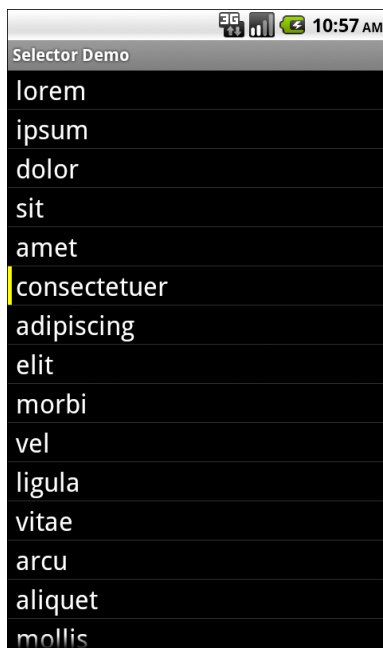 3G 10:57 AM
Selector Demo
lorem
ipsum
dolor
sit
amet
consectetuer
adipiscing
elit
morbi
vel
ligula
vitae
arcu
aliquet
mollis